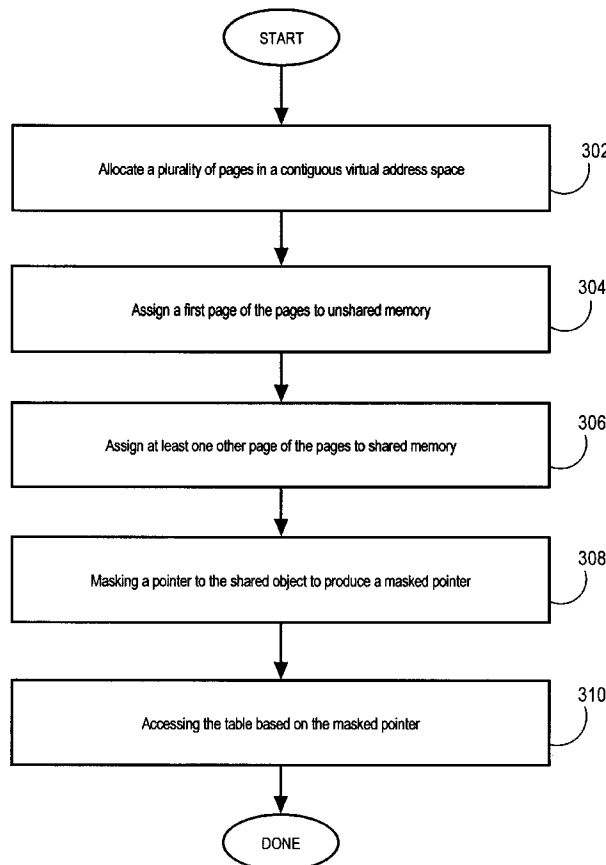 START
Allocate a plurality of pages in a contiguous virtual address space
302
Assign a first page of the pages to unshared memory
304
Assign at least one other page of the pages to shared memory
306
Masking a pointer to the shared object to produce a masked pointer
308
Accessing the table based on the masked pointer
310
DONE